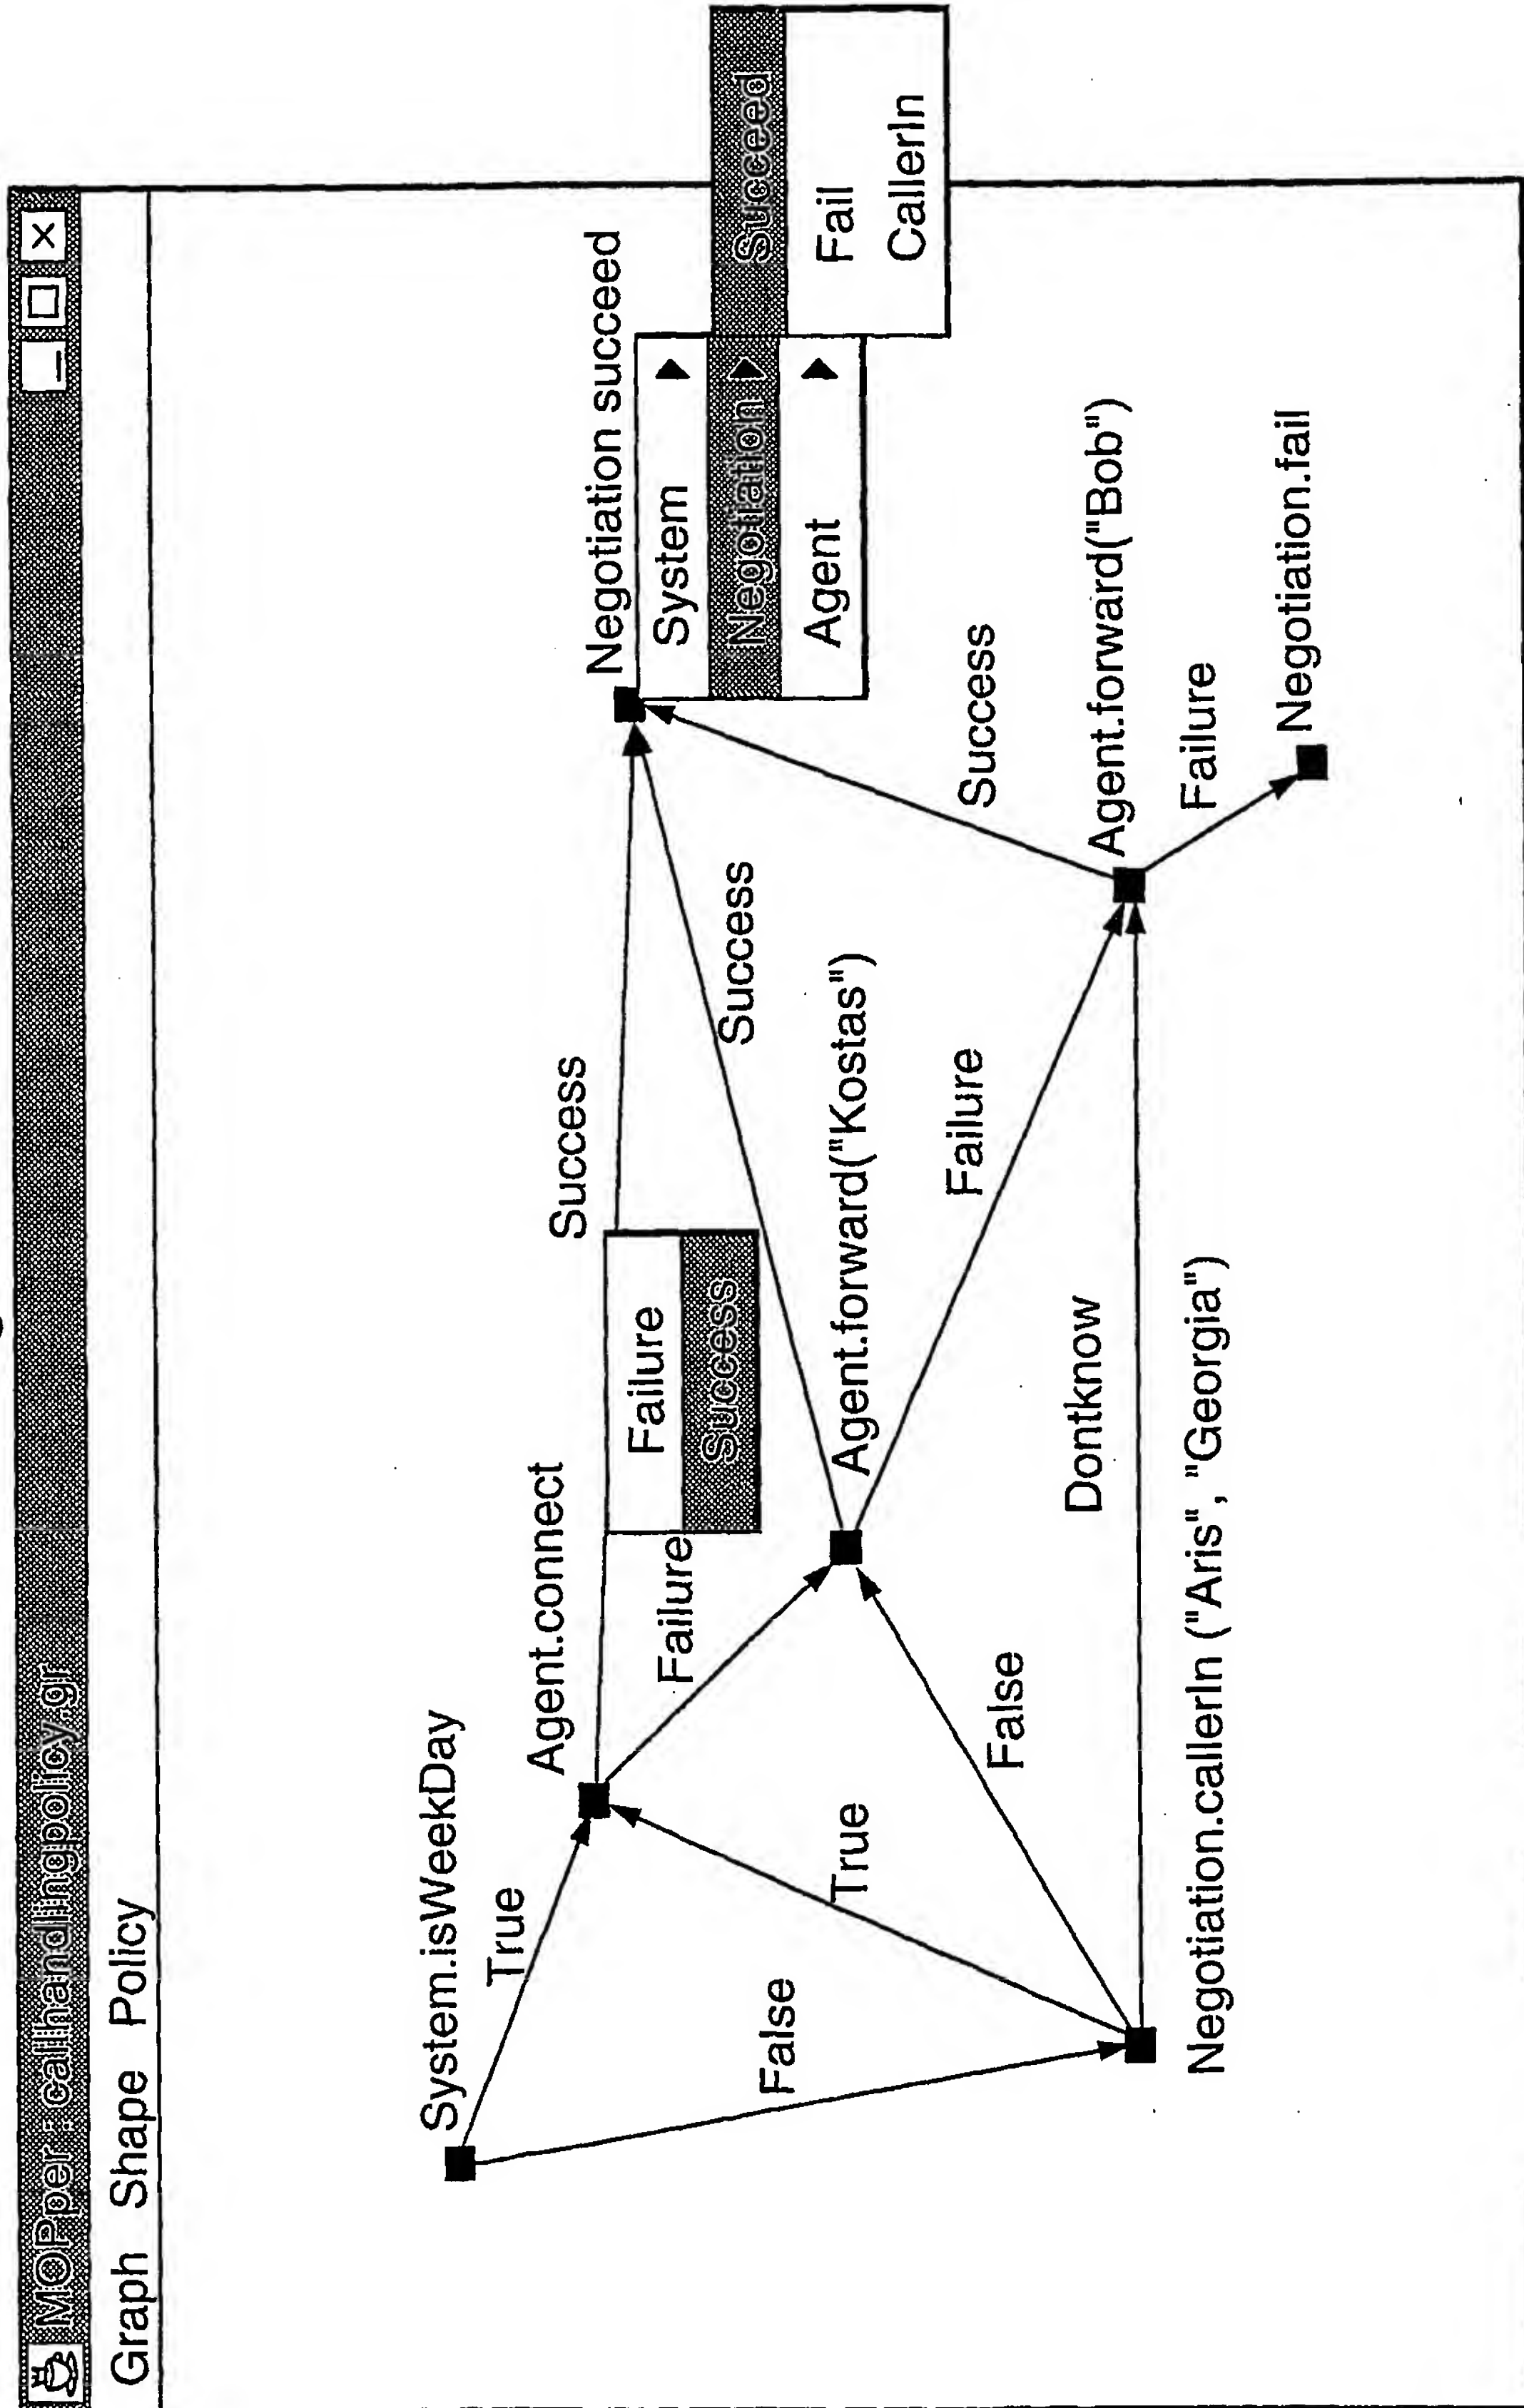 MOPper : callhandlingpolicy.gr
Graph Shape Policy
System.isWeekDay
True
False
Agent.connect
Success
Failure
Failure
Success
True
False
Negotiation.callerIn ("Aris", "Georgia")
Dontknow
Agent.forward("Kostas")
Success
Failure
Negotiation succeed
System
Negotiation
Agent
Succeed
Fail
CallerIn
Agent.forward("Bob")
Success
Failure
Negotiation.fail